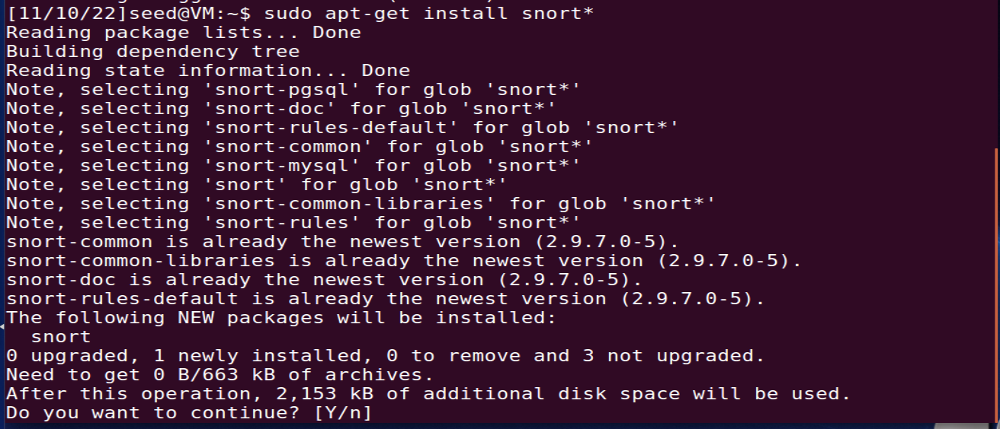 [11/10/22]seed@VM:~$ sudo apt-get install snort*
Reading package lists... Done
Building dependency tree
Reading state information... Done
Note, selecting 'snort-pgsql' for glob 'snort*'
Note, selecting 'snort-doc' for glob 'snort*'
Note, selecting 'snort-rules-default' for glob 'snort*'
Note, selecting 'snort-common' for glob 'snort*'
Note, selecting 'snort-mysql' for glob 'snort*'
Note, selecting 'snort' for glob 'snort*'
Note, selecting 'snort-common-libraries' for glob 'snort*'
Note, selecting 'snort-rules' for glob 'snort*'
snort-common is already the newest version (2.9.7.0-5).
snort-common-libraries is already the newest version (2.9.7.0-5).
snort-doc is already the newest version (2.9.7.0-5).
snort-rules-default is already the newest version (2.9.7.0-5).
The following NEW packages will be installed:
  snort
0 upgraded, 1 newly installed, 0 to remove and 3 not upgraded.
Need to get 0 B/663 kB of archives.
After this operation, 2,153 kB of additional disk space will be used.
Do you want to continue? [Y/n]